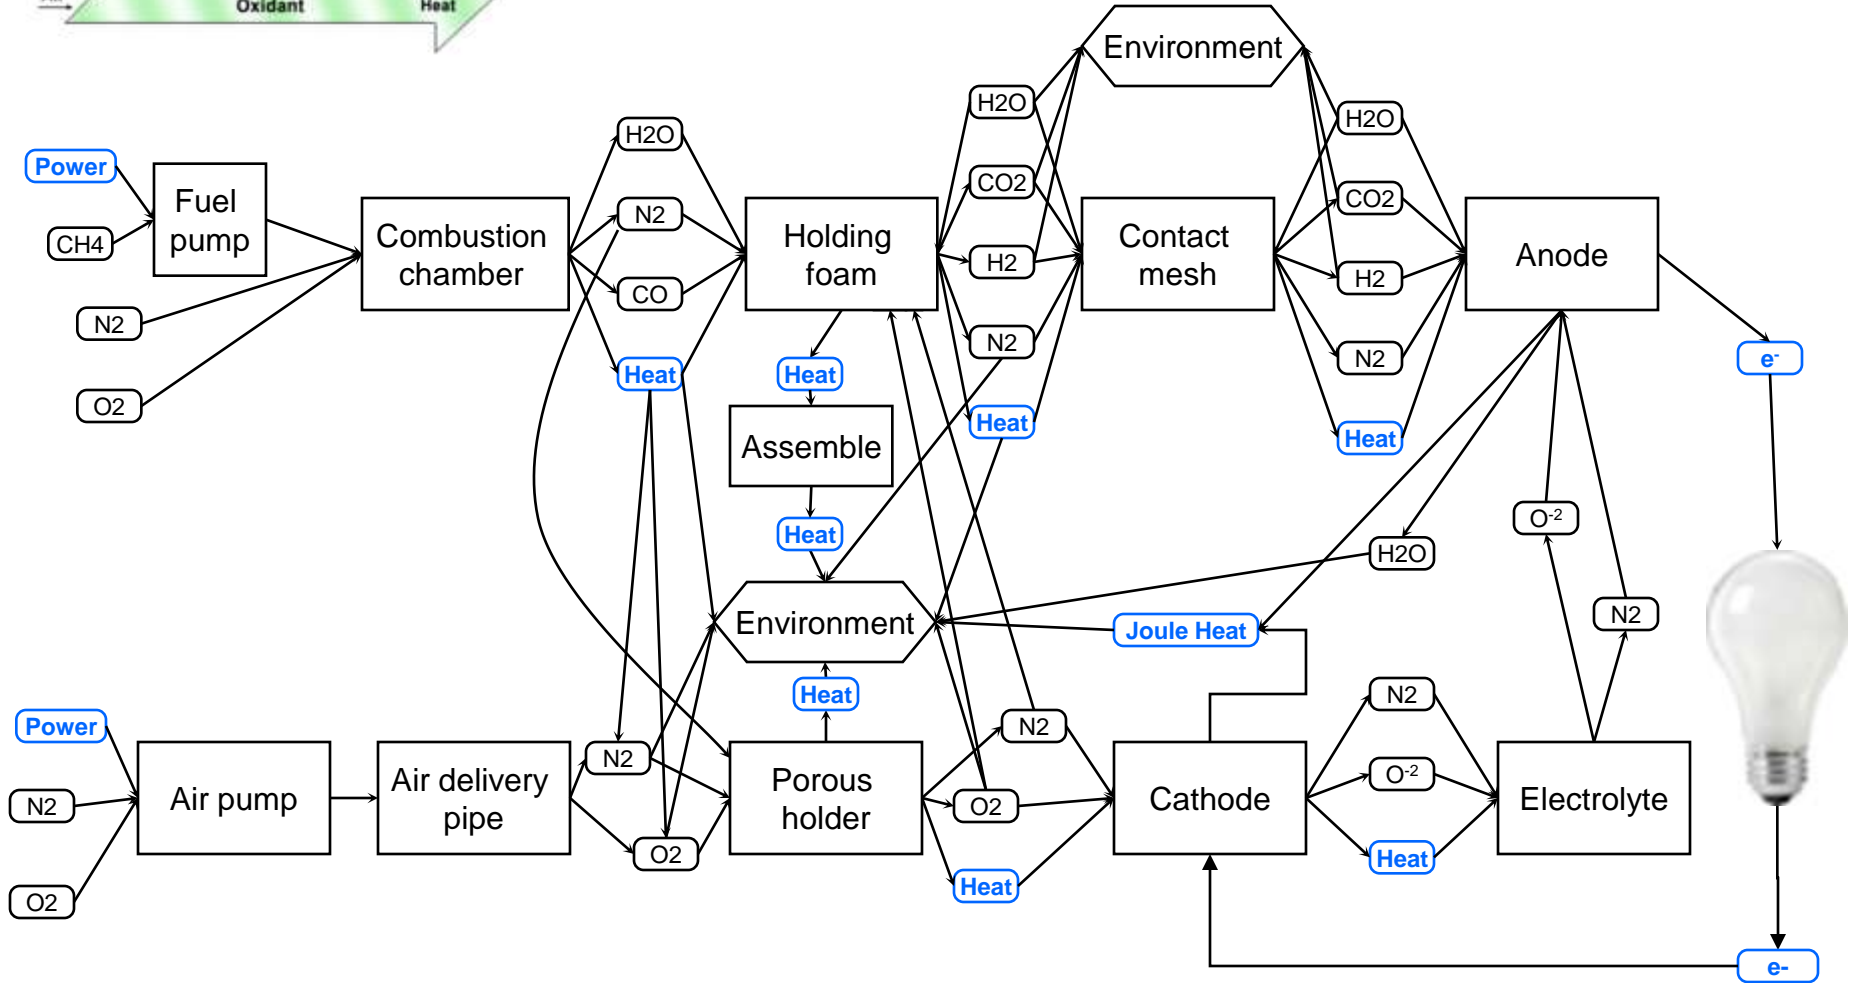 Oxidant
Heat
Environment
H2O
H2O
H2O
Power
Fuel
pump
CO2
CO2
N2
CH4
Combustion
chamber
Holding
foam
Contact
mesh
Anode
H2
H2
CO
N2
N2
N2
Heat
Heat
e-
O2
Heat
Heat
Assemble
O-2
Heat
H2O
N2
Environment
Joule Heat
Heat
N2
Power
N2
N2
Air pump
Air delivery
pipe
Porous
holder
O2
Cathode
O-2
Electrolyte
N2
O2
Heat
Heat
O2
e-